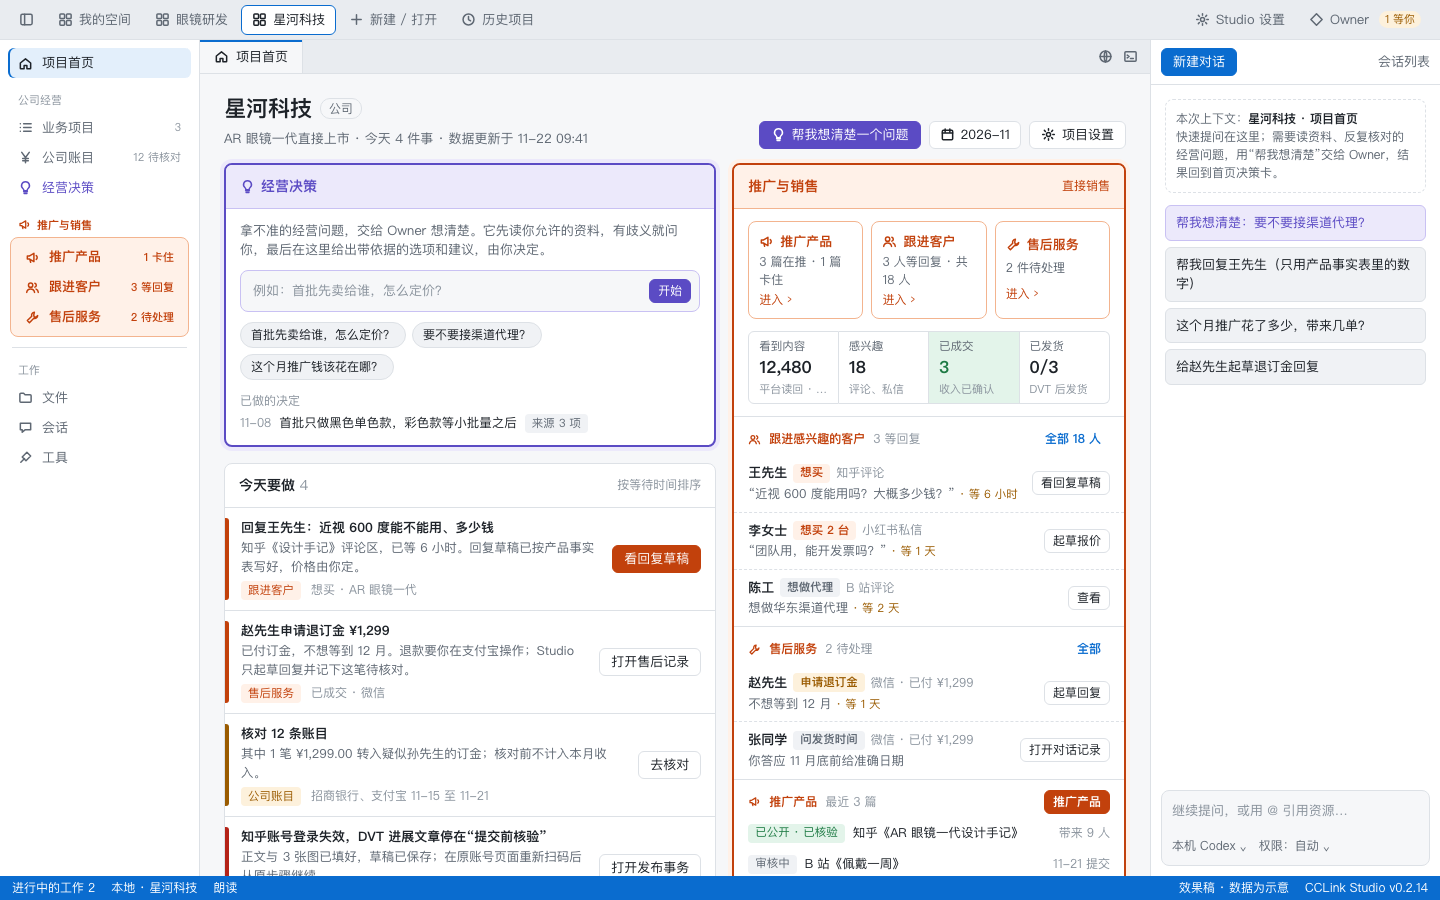 我的空间
眼镜研发
星河科技
新建 / 打开
历史项目
Studio 设置
Owner
1 等你
项目首页
公司经营
业务项目
3
公司账目
12 待核对
经营决策
推广与销售
推广产品
1 卡住
跟进客户
3 等回复
售后服务
2 待处理
工作
文件
会话
工具
项目首页
星河科技
公司
AR 眼镜一代直接上市 · 今天 4 件事 · 数据更新于 11-22 09:41
帮我想清楚一个问题
2026-11
项目设置
经营决策
拿不准的经营问题，交给 Owner 想清楚。它先读你允许的资料，有歧义就问
你，最后在这里给出带依据的选项和建议，由你决定。
例如：首批先卖给谁，怎么定价？
开始
首批先卖给谁，怎么定价？
要不要接渠道代理？
这个月推广钱该花在哪？
已做的决定
11-08 首批只做黑色单色款，彩色款等小批量之后
来源 3 项
今天要做 4
按等待时间排序
回复王先生：近视 600 度能不能用、多少钱
知乎《设计手记》评论区，已等 6 小时。回复草稿已按产品事实
表写好，价格由你定。
跟进客户
想买 · AR 眼镜一代
看回复草稿
赵先生申请退订金 ¥1,299
已付订金，不想等到 12 月。退款要你在支付宝操作；Studio
只起草回复并记下这笔待核对。
售后服务
已成交 · 微信
打开售后记录
核对 12 条账目
其中 1 笔 ¥1,299.00 转入疑似孙先生的订金；核对前不计入本月收
入。
公司账目
招商银行、支付宝 11-15 至 11-21
去核对
知乎账号登录失效，DVT 进展文章停在“提交前核验”
正文与 3 张图已填好，草稿已保存；在原账号页面重新扫码后
从原步骤继续
打开发布事务
推广与销售
直接销售
推广产品
3 篇在推 · 1 篇
卡住
进入 ›
跟进客户
3 人等回复 · 共
18 人
进入 ›
售后服务
2 件待处理
进入 ›
看到内容
12,480
平台读回 · ...
感兴趣
18
评论、私信
已成交
3
收入已确认
已发货
0/3
DVT 后发货
跟进感兴趣的客户 3 等回复
全部 18 人
王先生 想买 知乎评论
“近视 600 度能用吗？大概多少钱？” · 等 6 小时
看回复草稿
李女士 想买 2 台 小红书私信
“团队用，能开发票吗？” · 等 1 天
起草报价
陈工 想做代理 B 站评论
想做华东渠道代理 · 等 2 天
查看
售后服务 2 待处理
全部
赵先生 申请退订金 微信 · 已付 ¥1,299
不想等到 12 月 · 等 1 天
起草回复
张同学 问发货时间 微信 · 已付 ¥1,299
你答应 11 月底前给准确日期
打开对话记录
推广产品 最近 3 篇
推广产品
已公开 · 已核验 知乎《AR 眼镜一代设计手记》
带来 9 人
审核中 B 站《佩戴一周》
11-21 提交
新建对话
会话列表
本次上下文：星河科技 · 项目首页
快速提问在这里；需要读资料、反复核对的
经营问题，用“帮我想清楚”交给 Owner，结
果回到首页决策卡。
帮我想清楚：要不要接渠道代理？
帮我回复王先生（只用产品事实表里的数
字）
这个月推广花了多少，带来几单？
给赵先生起草退订金回复
继续提问，或用 @ 引用资源...
本机 Codex
权限：自动
进行中的工作 2
本地 · 星河科技
朗读
效果稿 · 数据为示意
CCLink Studio v0.2.14